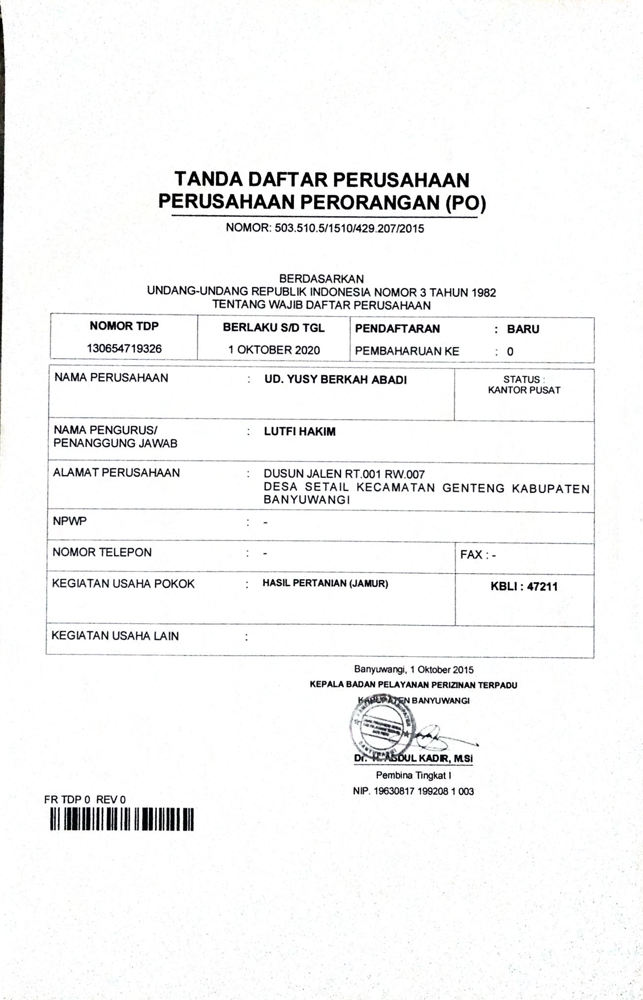 TANDA DAFTAR PERUSAHAAN
PERUSAHAAN PERORANGAN (PO)
NOMOR: 503.510.5/1510/429.207/2015
BERDASARKAN
UNDANG-UNDANG REPUBLIK INDONESIA NOMOR 3 TAHUN 1982
TENTANG WAJIB DAFTAR PERUSAHAAN
NOMOR TDP BERLAKU S/D TGL PENDAFTARAN : BARU
130654719326 1 OKTOBER 2020 PEMBAHARUAN KE : 0
NAMA PERUSAHAAN : UD. YUSY BERKAH ABADI STATUS :
KANTOR PUSAT
NAMA PENGURUS/ : LUTFI HAKIM
PENANGGUNG JAWAB
ALAMAT PERUSAHAAN : DUSUN JALEN RT.001 RW.007
DESA SETAIL KECAMATAN GENTENG KABUPATEN
BANYUWANGI
NPWP : -
NOMOR TELEPON : - FAX : -
KEGIATAN USAHA POKOK : HASIL PERTANIAN (JAMUR) KBLI : 47211
KEGIATAN USAHA LAIN :
Banyuwangi, 1 Oktober 2015
KEPALA BADAN PELAYANAN PERIZINAN TERPADU
KABUPATEN BANYUWANGI
KABUPATEN
BANYUWANGI
Dr. H. ABDUL KADIR, M.Si
Pembina Tingkat I
NIP. 19630817 199208 1 003
FR TDP 0 REV 0